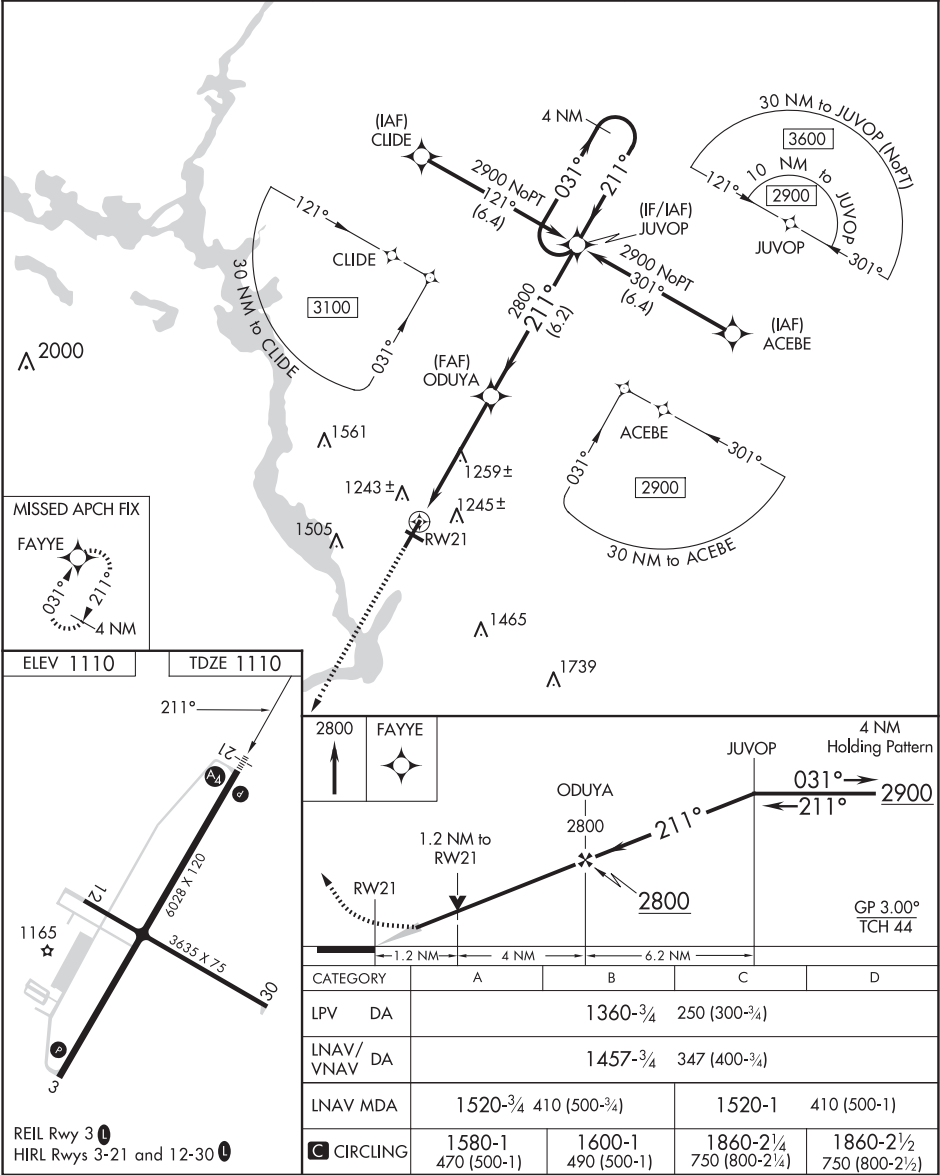 (IAF)
CLIDE
4 NM
031°
211°
2900 NoPT
121°
(6.4)
(IF/IAF)
JUVOP
2900 NoPT
301°
(6.4)
(IAF)
ACEBE
30 NM to JUVOP (NoPT)
3600
10 NM to JUVOP
2900
121°
JUVOP
301°
121°
CLIDE
3100
031°
30 NM to CLIDE
2800
211°
(6.2)
(FAF)
ODUYA
ACEBE
031°
301°
2900
30 NM to ACEBE
2000
1561
1259±
1243±
1245±
1505
RW21
1465
1739
MISSED APCH FIX
FAYYE
031°
211°
4 NM
ELEV 1110
TDZE 1110
211°
21
A4
P
6028 X 120
12
3635 X 75
1165
30
P
3
REIL Rwy 3 L
HIRL Rwys 3-21 and 12-30 L
2800
FAYYE
4 NM
Holding Pattern
JUVOP
031°
211°
2900
ODUYA
2800
211°
1.2 NM to
RW21
RW21
2800
GP 3.00°
TCH 44
1.2 NM
4 NM
6.2 NM
CATEGORY A B C D
LPV DA 1360-¾ 250 (300-¾)
LNAV/
VNAV DA 1457-¾ 347 (400-¾)
LNAV MDA 1520-¾ 410 (500-¾) 1520-1 410 (500-1)
C CIRCLING 1580-1 1600-1 1860-2¼ 1860-2½
470 (500-1) 490 (500-1) 750 (800-2¼) 750 (800-2½)